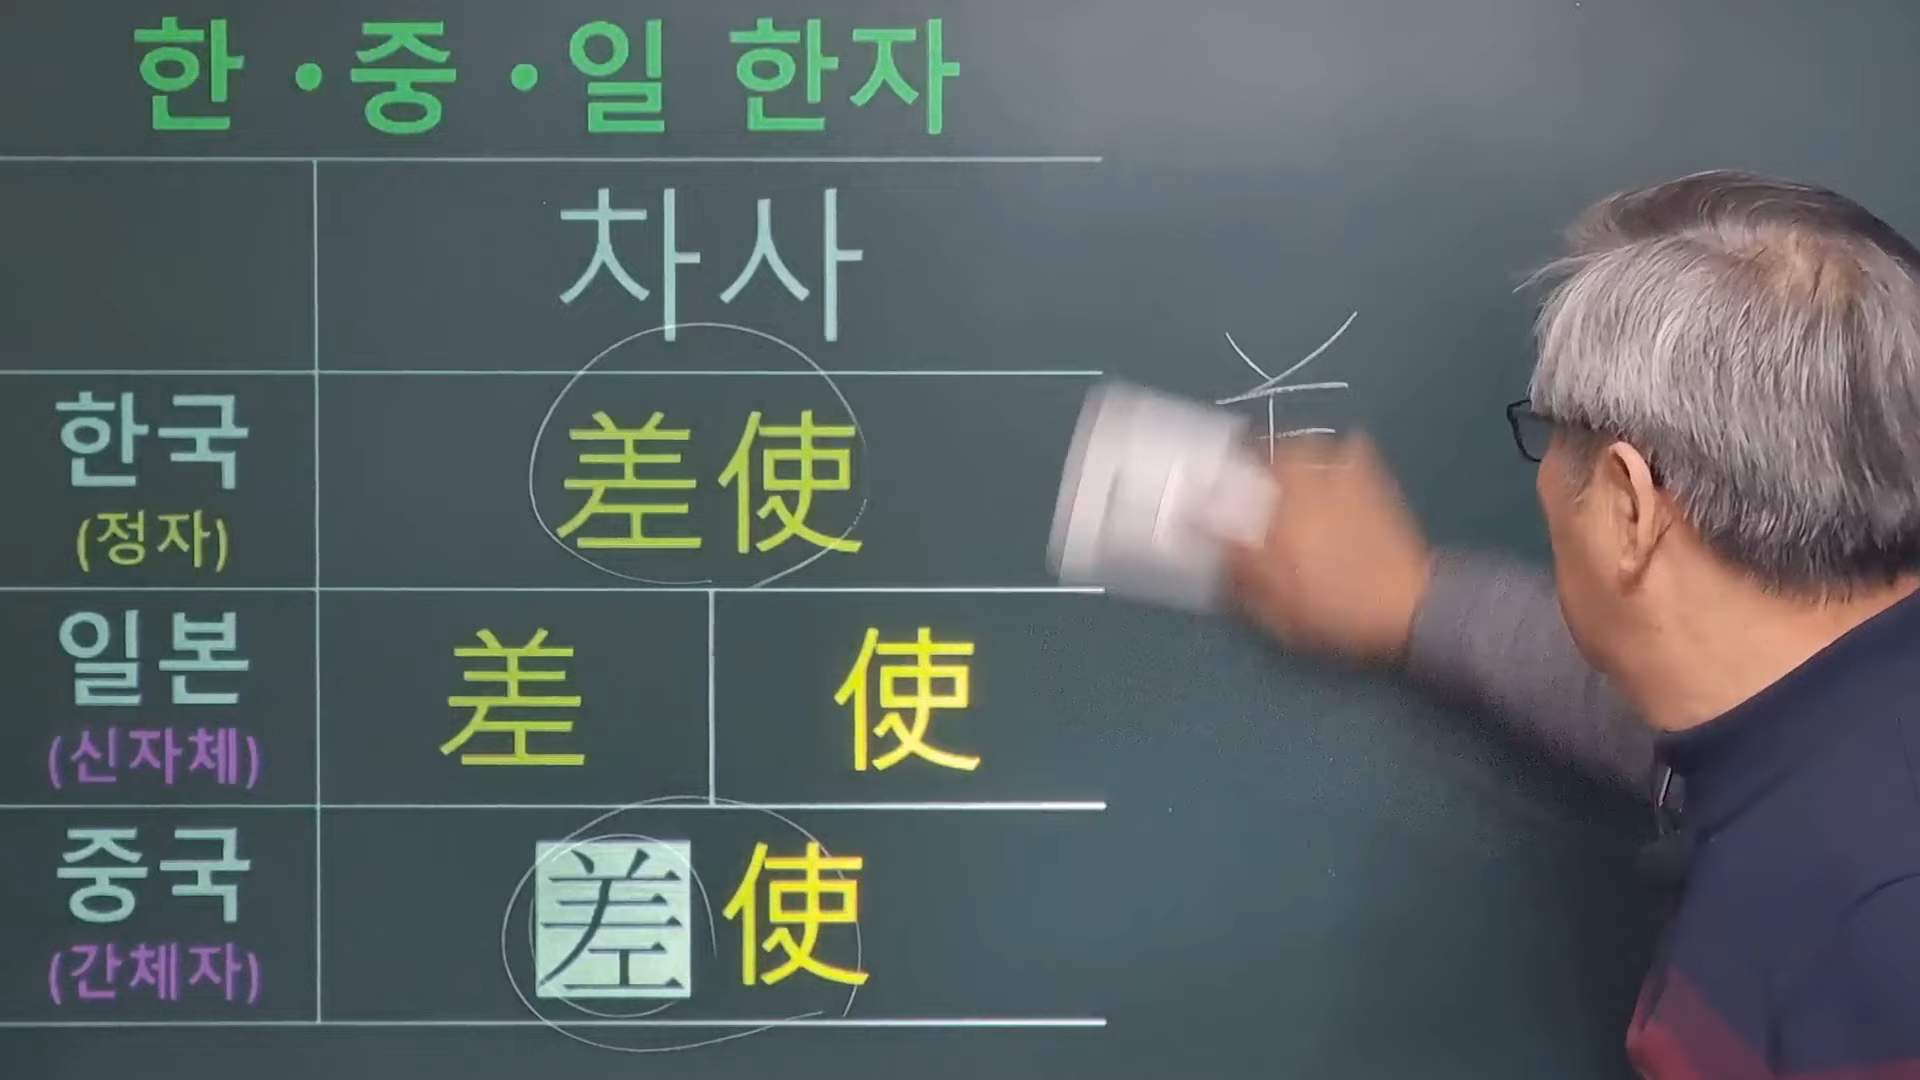 한·중·일 한자
차사
한국
(정자)
差使
일본
(신자체)
差 使
중국
(간체자)
差使